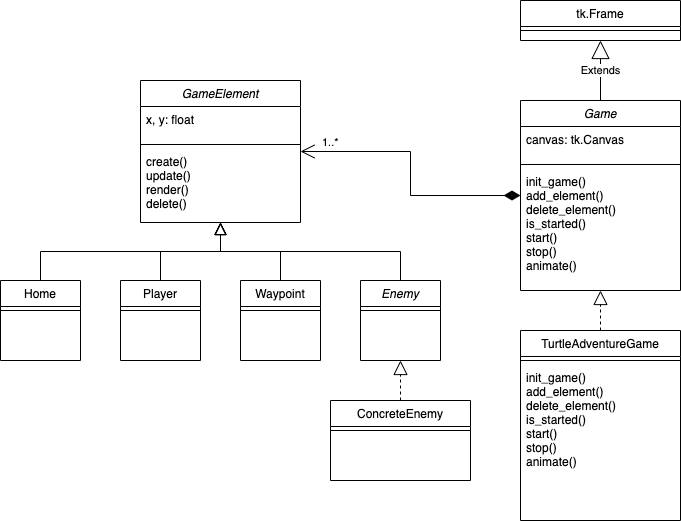 tk.Frame
Extends
GameElement
x, y: float
create()
update()
render()
delete()
1..*
Game
canvas: tk.Canvas
init_game()
add_element()
delete_element()
is_started()
start()
stop()
animate()
Home
Player
Waypoint
Enemy
ConcreteEnemy
TurtleAdventureGame
init_game()
add_element()
delete_element()
is_started()
start()
stop()
animate()